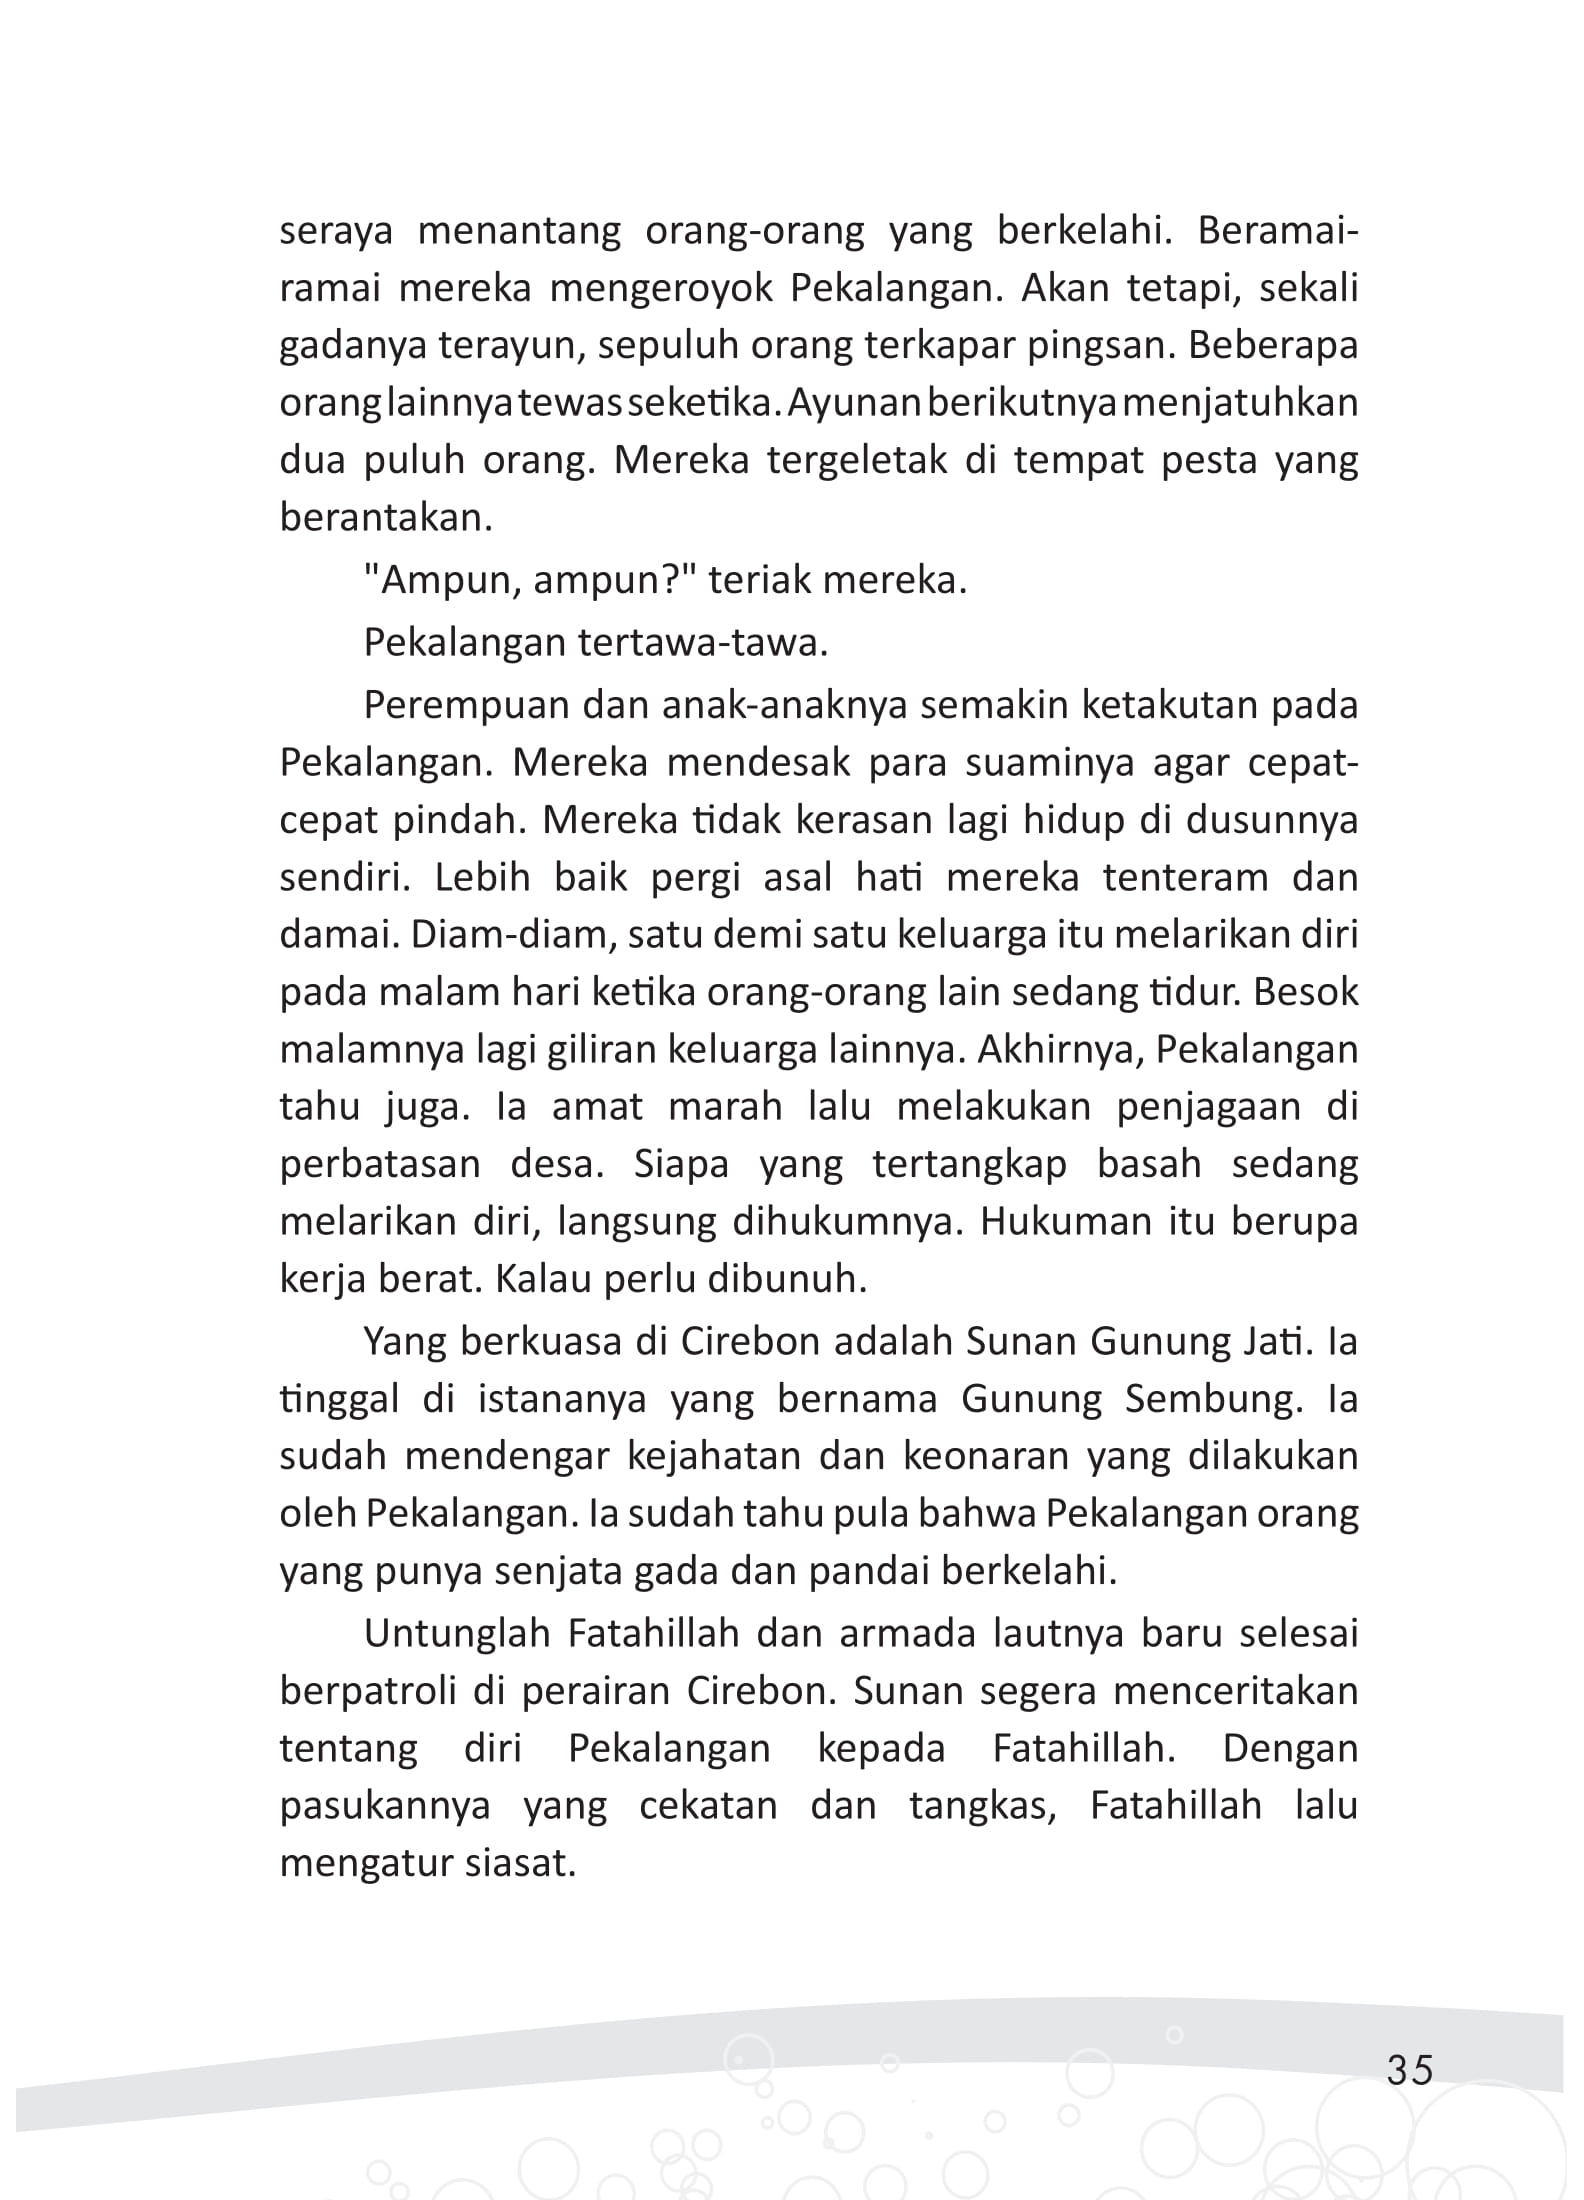 seraya menantang orang-orang yang berkelahi. Beramai-
ramai mereka mengeroyok Pekalangan. Akan tetapi, sekali
gadanya terayun, sepuluh orang terkapar pingsan. Beberapa
orang lainnya tewas seketika. Ayunan berikutnya menjatuhkan
dua puluh orang. Mereka tergeletak di tempat pesta yang
berantakan.
"Ampun, ampun?" teriak mereka.
Pekalangan tertawa-tawa.
Perempuan dan anak-anaknya semakin ketakutan pada
Pekalangan. Mereka mendesak para suaminya agar cepat-
cepat pindah. Mereka tidak kerasan lagi hidup di dusunnya
sendiri. Lebih baik pergi asal hati mereka tenteram dan
damai. Diam-diam, satu demi satu keluarga itu melarikan diri
pada malam hari ketika orang-orang lain sedang tidur. Besok
malamnya lagi giliran keluarga lainnya. Akhirnya, Pekalangan
tahu juga. Ia amat marah lalu melakukan penjagaan di
perbatasan desa. Siapa yang tertangkap basah sedang
melarikan diri, langsung dihukumnya. Hukuman itu berupa
kerja berat. Kalau perlu dibunuh.
Yang berkuasa di Cirebon adalah Sunan Gunung Jati. Ia
tinggal di istananya yang bernama Gunung Sembung. Ia
sudah mendengar kejahatan dan keonaran yang dilakukan
oleh Pekalangan. Ia sudah tahu pula bahwa Pekalangan orang
yang punya senjata gada dan pandai berkelahi.
Untunglah Fatahillah dan armada lautnya baru selesai
berpatroli di perairan Cirebon. Sunan segera menceritakan
tentang diri Pekalangan kepada Fatahillah. Dengan
pasukannya yang cekatan dan tangkas, Fatahillah lalu
mengatur siasat.
35